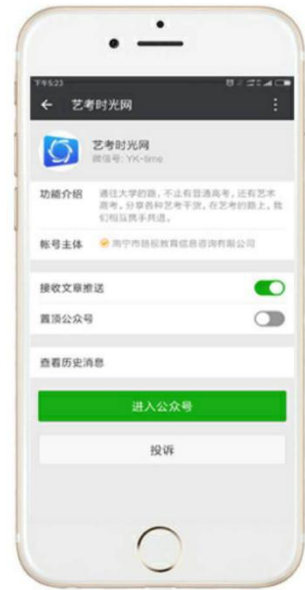 下午5:23
艺考时光网
艺考时光网
微信号: YK-time
功能介绍
通往大学的路，不止有普通高考，还有艺术
高考。分享各种艺考干货，在艺考的路上，我
们相互携手共进。
帐号主体
接收文章推送
置顶公众号
查看历史消息
进入公众号
投诉